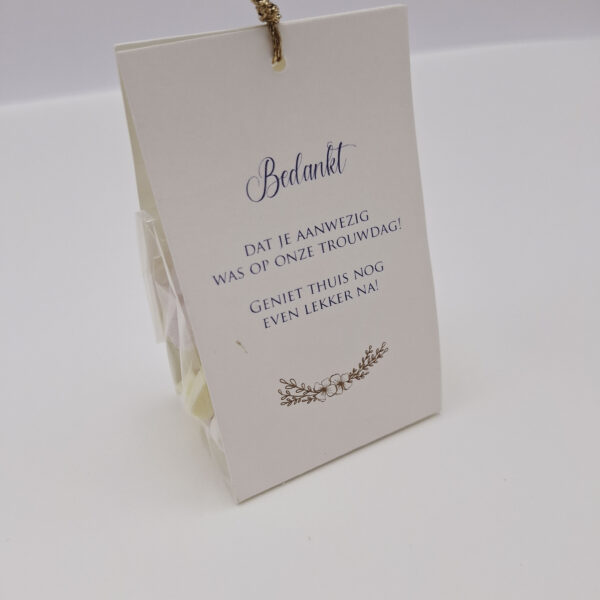 Bedankt
DAT JE AANWEZIG
WAS OP ONZE TROUWDAG!
GENIET THUIS NOG
EVEN LEKKER NA!